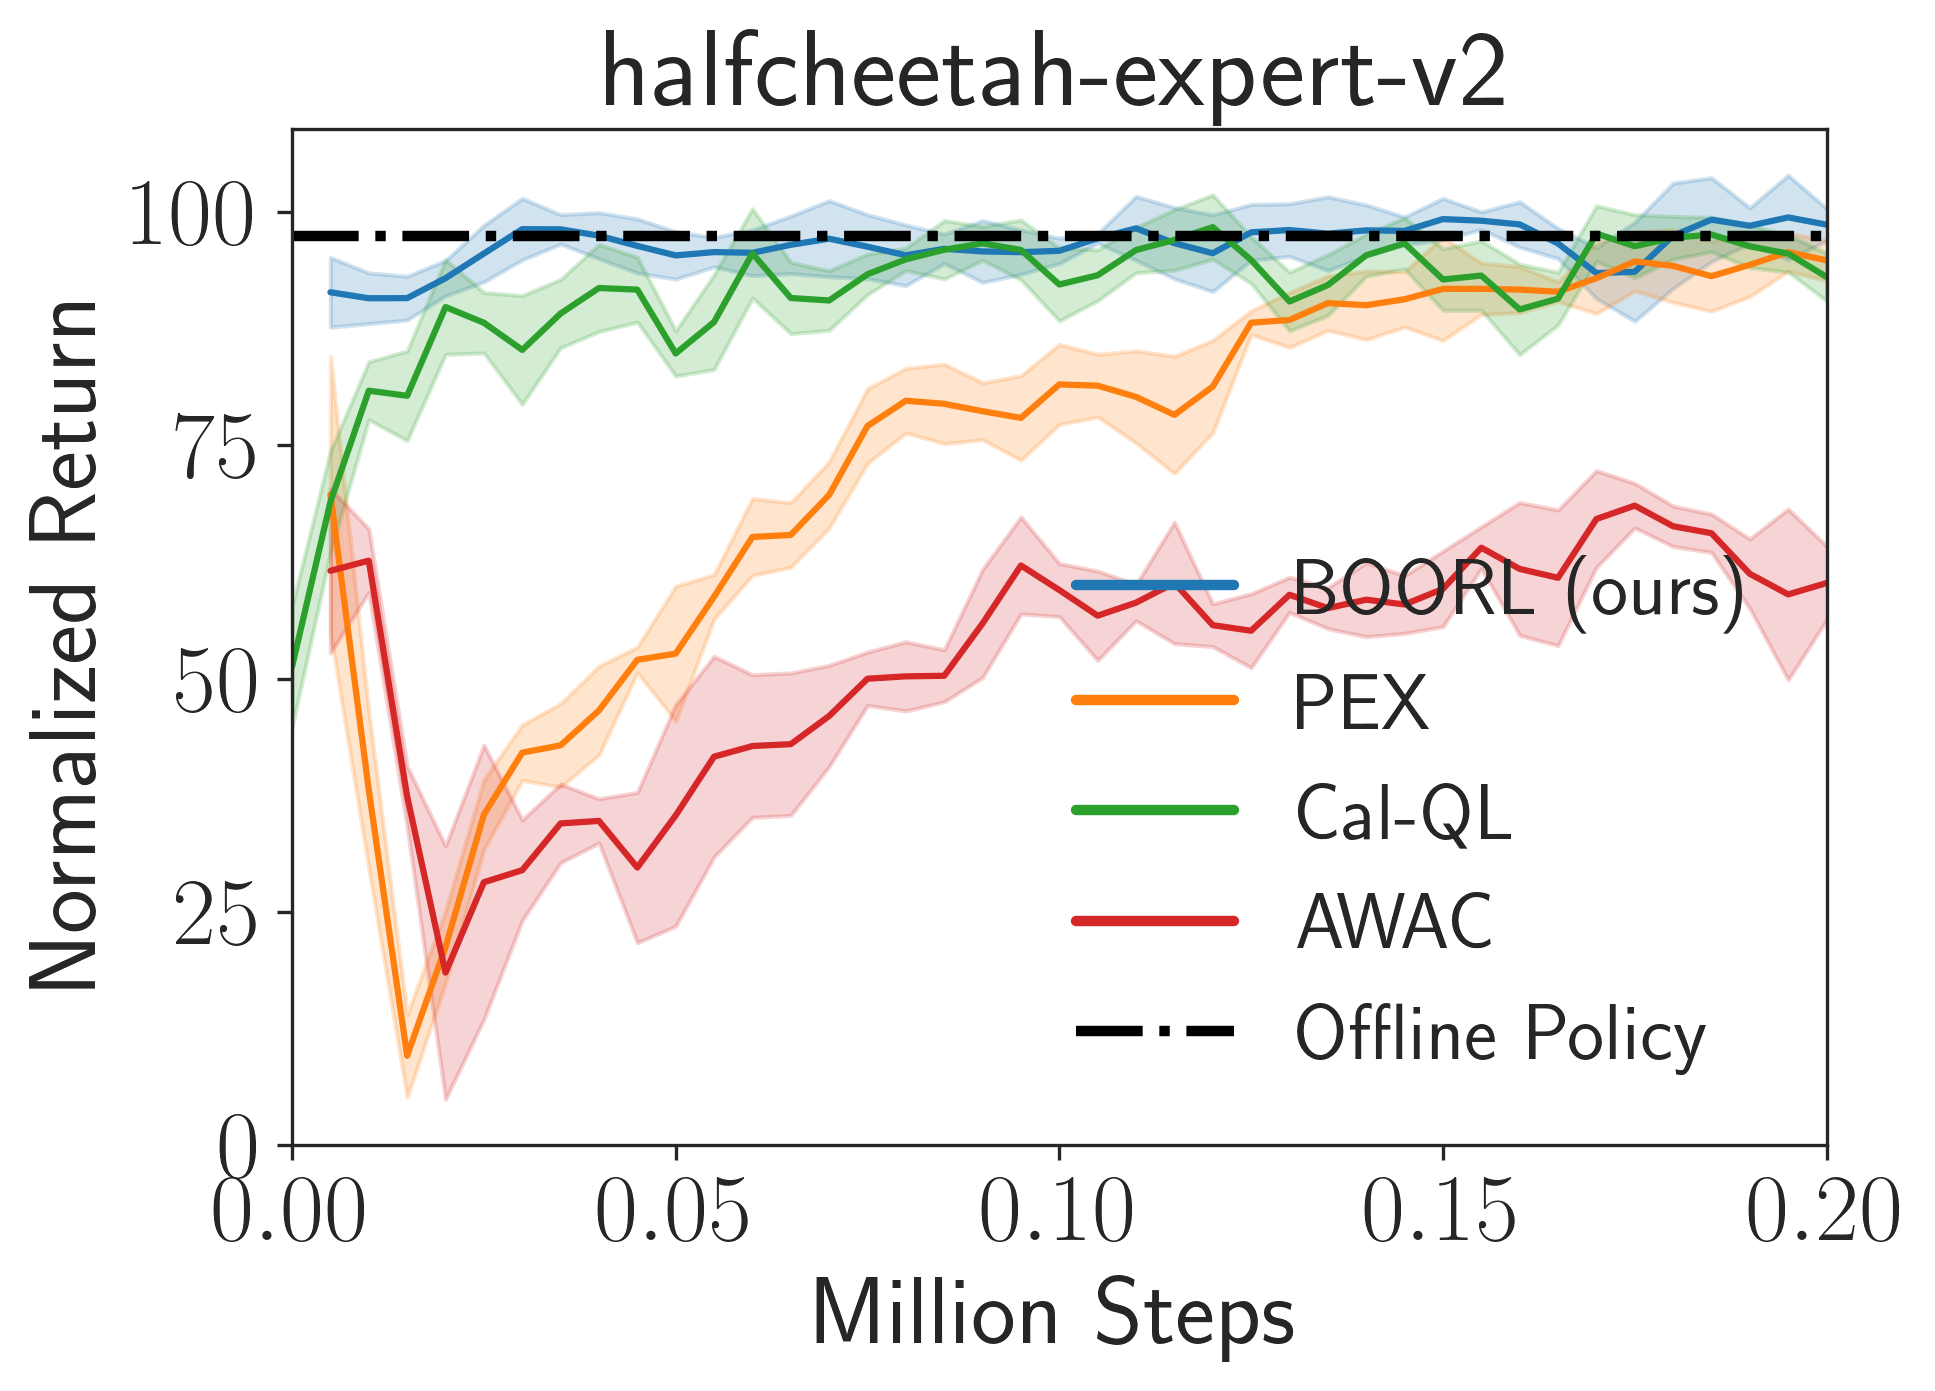 halfcheetah-expert-v2
Normalized Return
100
75
50
25
0
0.00 0.05 0.10 0.15 0.20
Million Steps
BOORL (ours)
PEX
Cal-QL
AWAC
Offline Policy